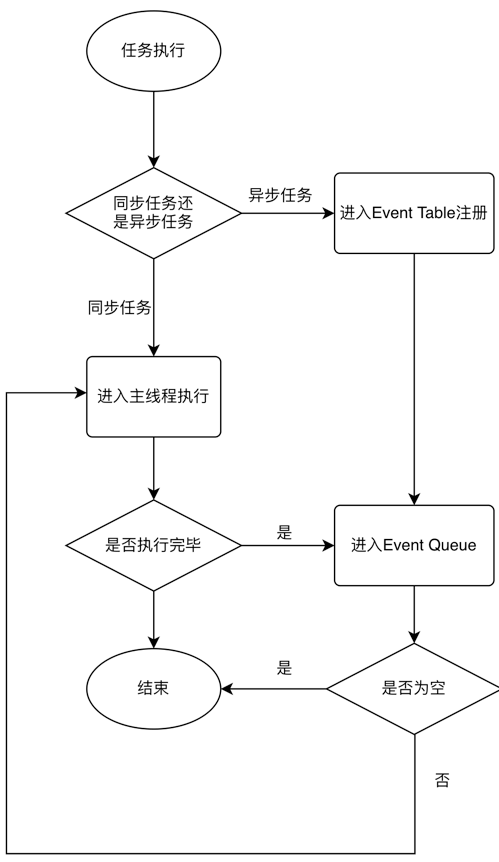 任务执行
同步任务还
是异步任务
异步任务
进入Event Table注册
同步任务
进入主线程执行
是否执行完毕
是
进入Event Queue
结束
是
是否为空
否